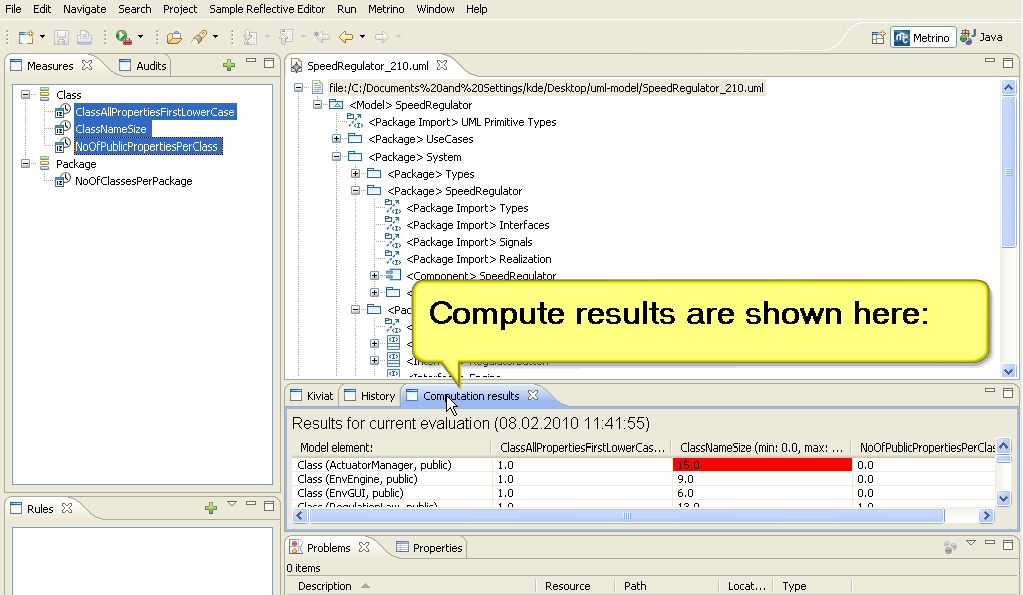 File Edit Navigate Search Project Sample Reflective Editor Run Metrino Window Help
Metrino Java
Measures Audits
Class
ClassAllPropertiesFirstLowerCase
ClassNameSize
NoOfPublicPropertiesPerClass
Package
NoOfClassesPerPackage
SpeedRegulator_210.uml
file:/C:/Documents%20and%20Settings/kde/Desktop/uml-model/SpeedRegulator_210.uml
<Model> SpeedRegulator
<Package Import> UML Primitive Types
<Package> UseCases
<Package> System
<Package> Types
<Package> SpeedRegulator
<Package Import> Types
<Package Import> Interfaces
<Package Import> Signals
<Package Import> Realization
<Component> SpeedRegulator
<Pac
Compute results are shown here:
Kiviat History Computation results
Results for current evaluation (08.02.2010 11:41:55)
Model element: ClassAllPropertiesFirstLowerCas... ClassNameSize (min: 0.0, max: ... NoOfPublicPropertiesPerClas
Class (ActuatorManager, public) 1.0 15.0 0.0
Class (EnvEngine, public) 1.0 9.0 0.0
Class (EnvGUI, public) 1.0 6.0 0.0
Class (RegulationLaw, public) 1.0 13.0 1.0
Rules
Problems Properties
0 items
Description Resource Path Locat... Type